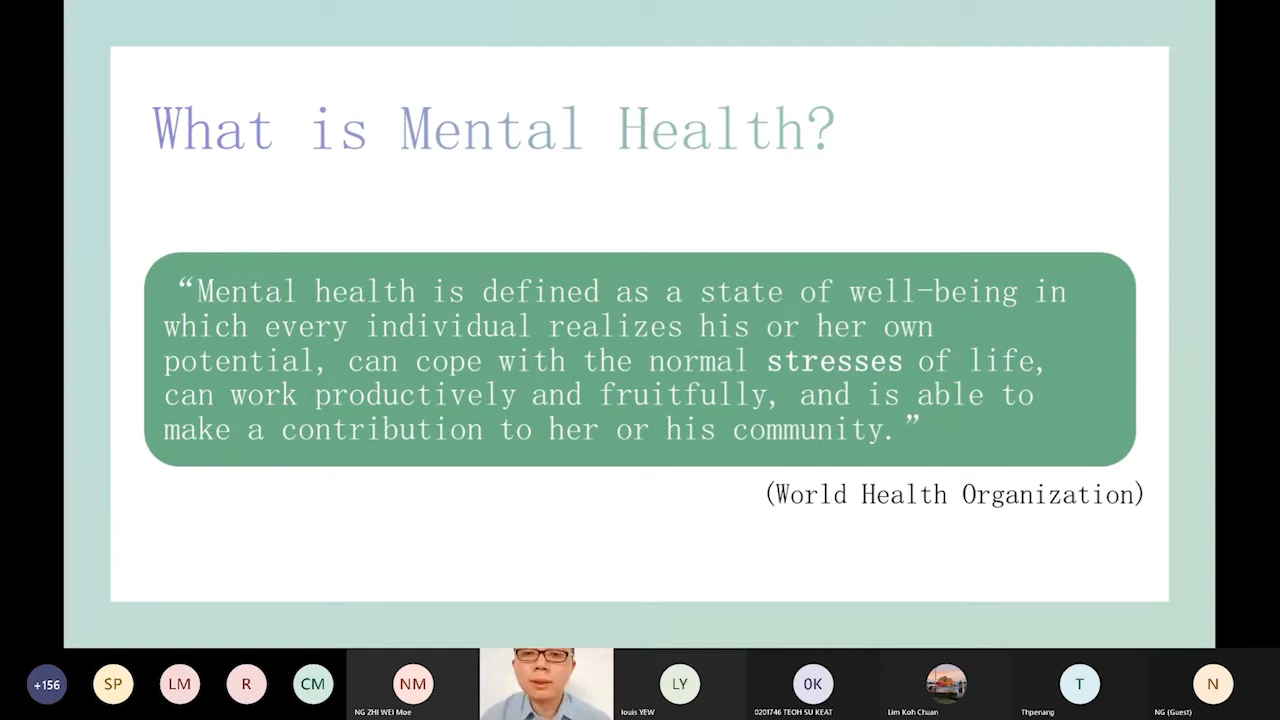 What is Mental Health?
“Mental health is defined as a state of well-being in
which every individual realizes his or her own
potential, can cope with the normal stresses of life,
can work productively and fruitfully, and is able to
make a contribution to her or his community.”
(World Health Organization)
+156
SP
LM
R
CM
NM
LY
0K
T
N
NG ZHI WEI Moe
louis YEW
0201746 TEOH SU KEAT
Lim Koh Chuan
Thpenang
NG (Guest)